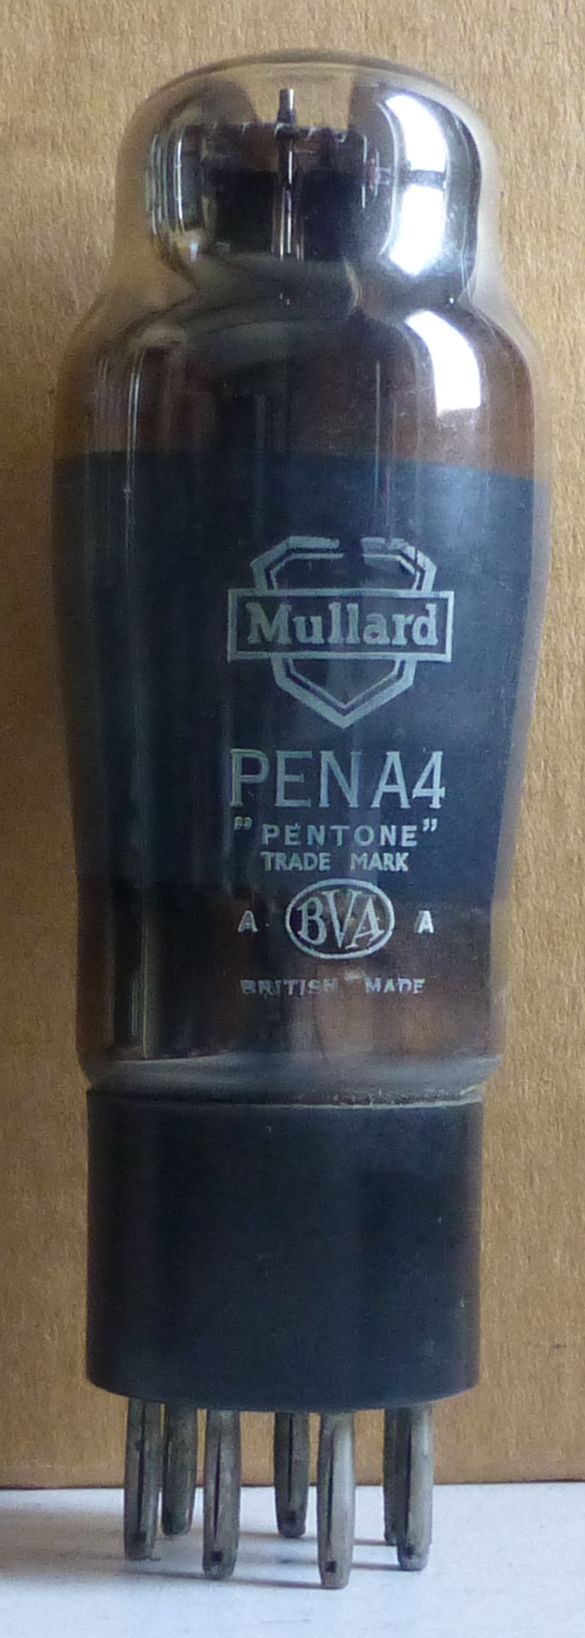 Mullard
PEN A4
"PENTONE"
TRADE MARK
A BVA A
BRITISH MADE